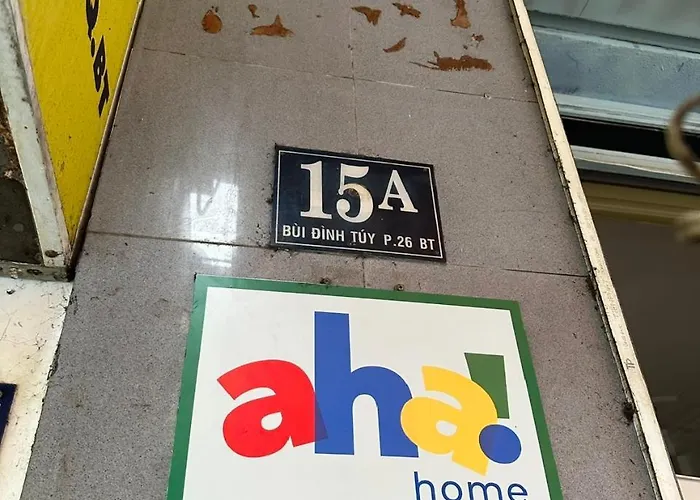 15A
BÙI ĐÌNH TÚY P.26 BT
aha!
home